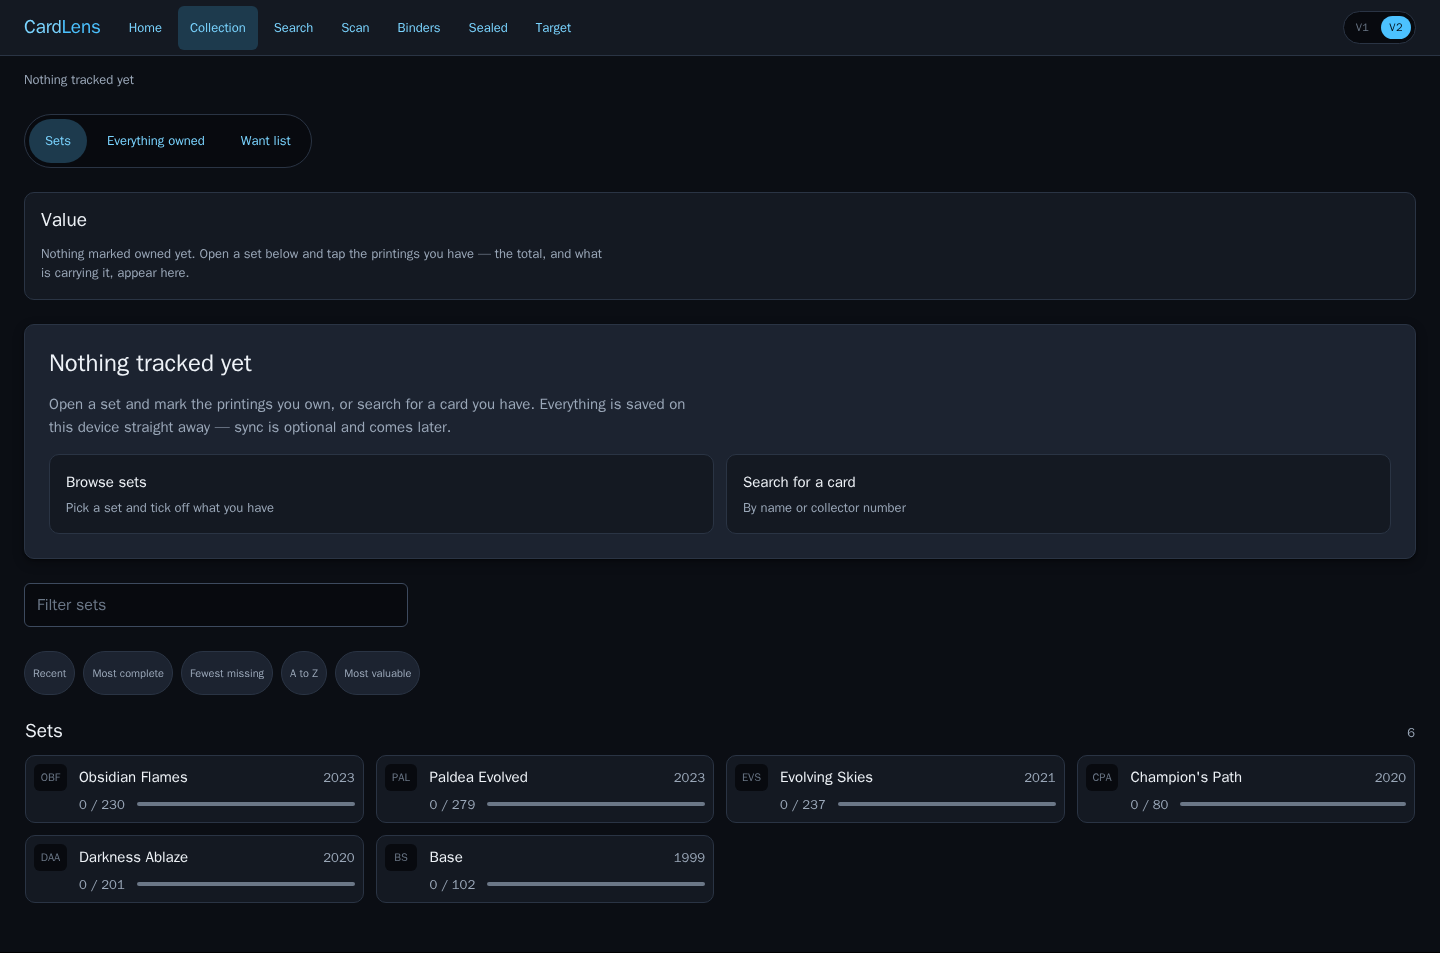 CardLens Home Collection Search Scan Binders Sealed Target V1 V2
Nothing tracked yet
Sets Everything owned Want list
Value
Nothing marked owned yet. Open a set below and tap the printings you have — the total, and what
is carrying it, appear here.
Nothing tracked yet
Open a set and mark the printings you own, or search for a card you have. Everything is saved on
this device straight away — sync is optional and comes later.
Browse sets
Pick a set and tick off what you have
Search for a card
By name or collector number
Filter sets
Recent Most complete Fewest missing A to Z Most valuable
Sets 6
OBF Obsidian Flames 2023
0 / 230
PAL Paldea Evolved 2023
0 / 279
EVS Evolving Skies 2021
0 / 237
CPA Champion's Path 2020
0 / 80
DAA Darkness Ablaze 2020
0 / 201
BS Base 1999
0 / 102